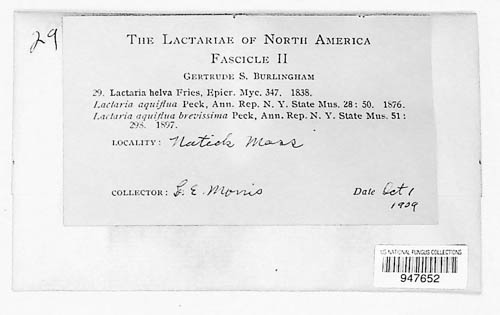 29
THE LACTARIAE OF NORTH AMERICA
FASCICLE II
GERTRUDE S. BURLINGHAM
29. Lactaria helva Fries, Epicr. Myc. 347. 1838.
Lactaria aquiflua Peck, Ann. Rep. N. Y. State Mus. 28: 50. 1876.
Lactaria aquiflua brevissima Peck, Ann. Rep. N. Y. State Mus. 51:
298. 1897.
LOCALITY: Natick Mass
COLLECTOR: G. E. Morris Date Oct 1
1909
US NATIONAL FUNGUS COLLECTIONS
947652